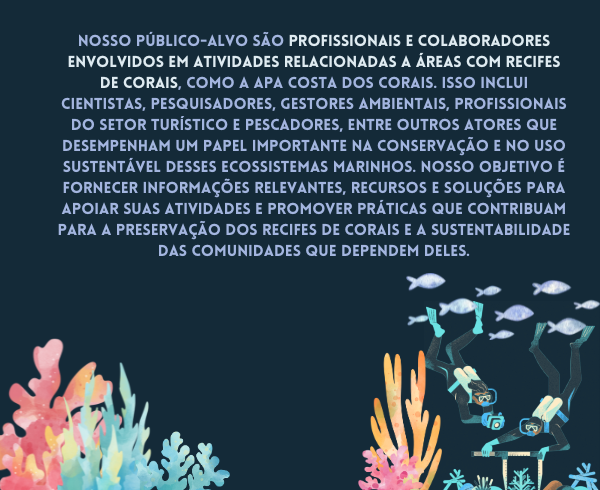 NOSSO PÚBLICO-ALVO SÃO PROFISSIONAIS E COLABORADORES
ENVOLVIDOS EM ATIVIDADES RELACIONADAS A ÁREAS COM RECIFES
DE CORAIS, COMO A APA COSTA DOS CORAIS. ISSO INCLUI
CIENTISTAS, PESQUISADORES, GESTORES AMBIENTAIS, PROFISSIONAIS
DO SETOR TURÍSTICO E PESCADORES, ENTRE OUTROS ATORES QUE
DESEMPENHAM UM PAPEL IMPORTANTE NA CONSERVAÇÃO E NO USO
SUSTENTÁVEL DESSES ECOSSISTEMAS MARINHOS. NOSSO OBJETIVO É
FORNECER INFORMAÇÕES RELEVANTES, RECURSOS E SOLUÇÕES PARA
APOIAR SUAS ATIVIDADES E PROMOVER PRÁTICAS QUE CONTRIBUAM
PARA A PRESERVAÇÃO DOS RECIFES DE CORAIS E A SUSTENTABILIDADE
DAS COMUNIDADES QUE DEPENDEM DELES.